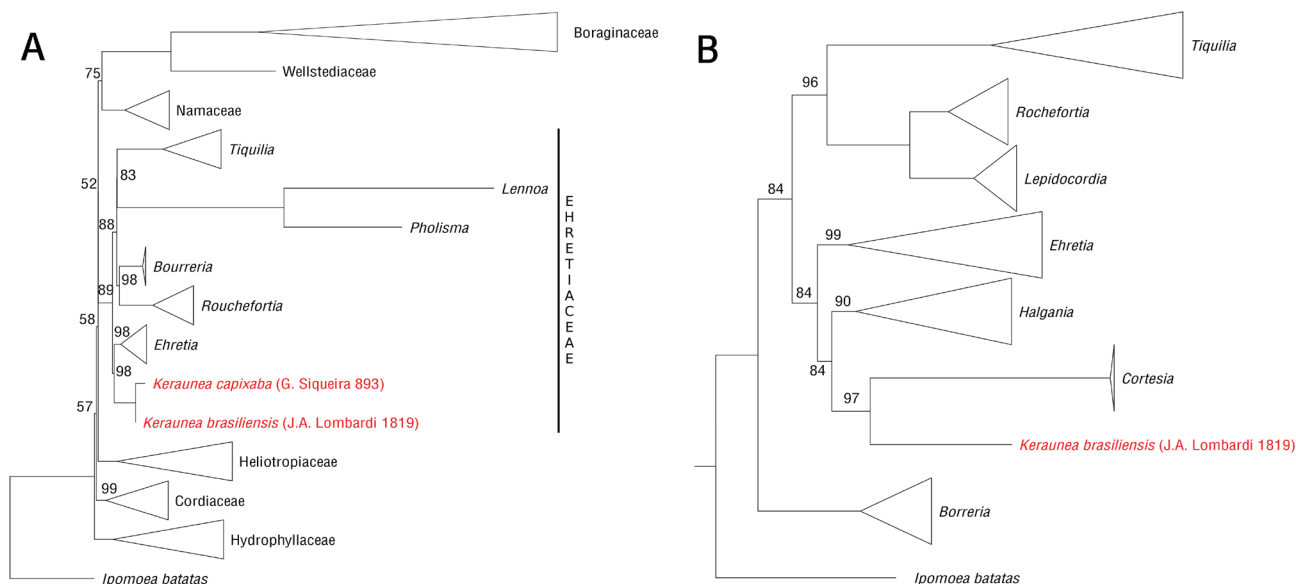 A
Boraginaceae
Wellstediaceae
75
Namaceae
Tiquilia
83
52
Lennoa
Pholisma
88
Bourreria
98
89
Rouchefortia
58
98
Ehretia
98
Keraunea capixaba (G. Siqueira 893)
57
Keraunea brasiliensis (J.A. Lombardi 1819)
Heliotropiaceae
99
Cordiaceae
Hydrophyllaceae
Ipomoea batatas
EHRETIACEAE
B
Tiquilia
96
Rochefortia
Lepidocordia
84
99
Ehretia
84
90
Halgania
84
Cortesia
97
Keraunea brasiliensis (J.A. Lombardi 1819)
Borreria
Ipomoea batatas